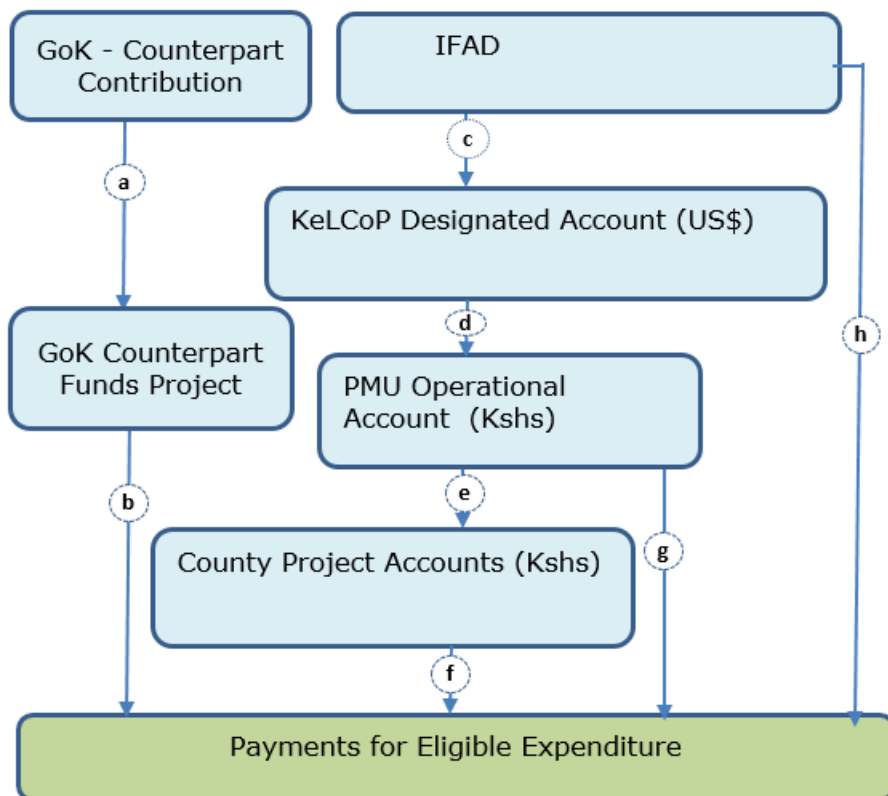 GoK - Counterpart
Contribution
IFAD
a
c
KeLCoP Designated Account (US$)
d
h
GoK Counterpart
Funds Project
PMU Operational
Account (Kshs)
b
e
g
County Project Accounts (Kshs)
f
Payments for Eligible Expenditure